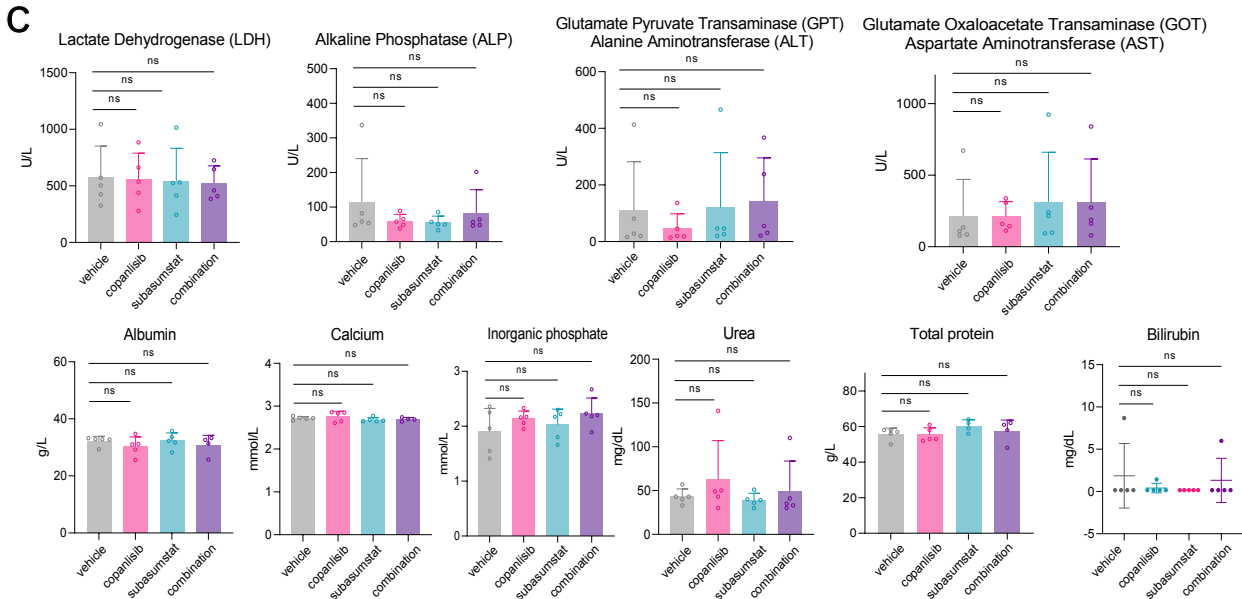 C
Lactate Dehydrogenase (LDH)
ns
ns
ns
1500
1000
500
0
U/L
vehicle
copanlisib
subasumstat
combination
Alkaline Phosphatase (ALP)
ns
ns
ns
500
400
300
200
100
0
U/L
vehicle
copanlisib
subasumstat
combination
Glutamate Pyruvate Transaminase (GPT)
Alanine Aminotransferase (ALT)
ns
ns
ns
600
400
200
0
U/L
vehicle
copanlisib
subasumstat
combination
Glutamate Oxaloacetate Transaminase (GOT)
Aspartate Aminotransferase (AST)
ns
ns
ns
1000
500
0
U/L
vehicle
copanlisib
subasumstat
combination
Albumin
ns
ns
ns
60
40
20
0
g/L
vehicle
copanlisib
subasumstat
combination
Calcium
ns
ns
ns
4
3
2
1
0
mmol/L
vehicle
copanlisib
subasumstat
combination
Inorganic phosphate
ns
ns
ns
3
2
1
0
mmol/L
vehicle
copanlisib
subasumstat
combination
Urea
ns
ns
ns
200
150
100
50
0
mg/dL
vehicle
copanlisib
subasumstat
combination
Total protein
ns
ns
ns
100
80
60
40
20
0
g/L
vehicle
copanlisib
subasumstat
combination
Bilirubin
ns
ns
ns
15
10
5
0
-5
mg/dL
vehicle
copanlisib
subasumstat
combination